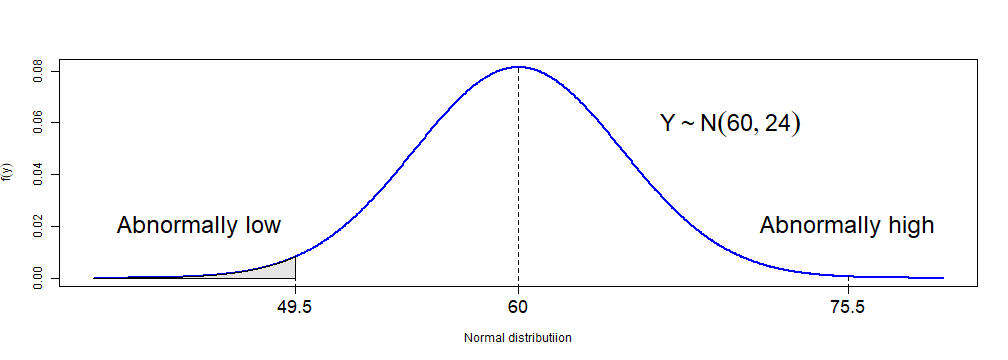 0.08
0.06
0.04
0.02
0.00
f(y)
Y ~ N(60, 24)
Abnormally low
Abnormally high
49.5
60
75.5
Normal distributiion